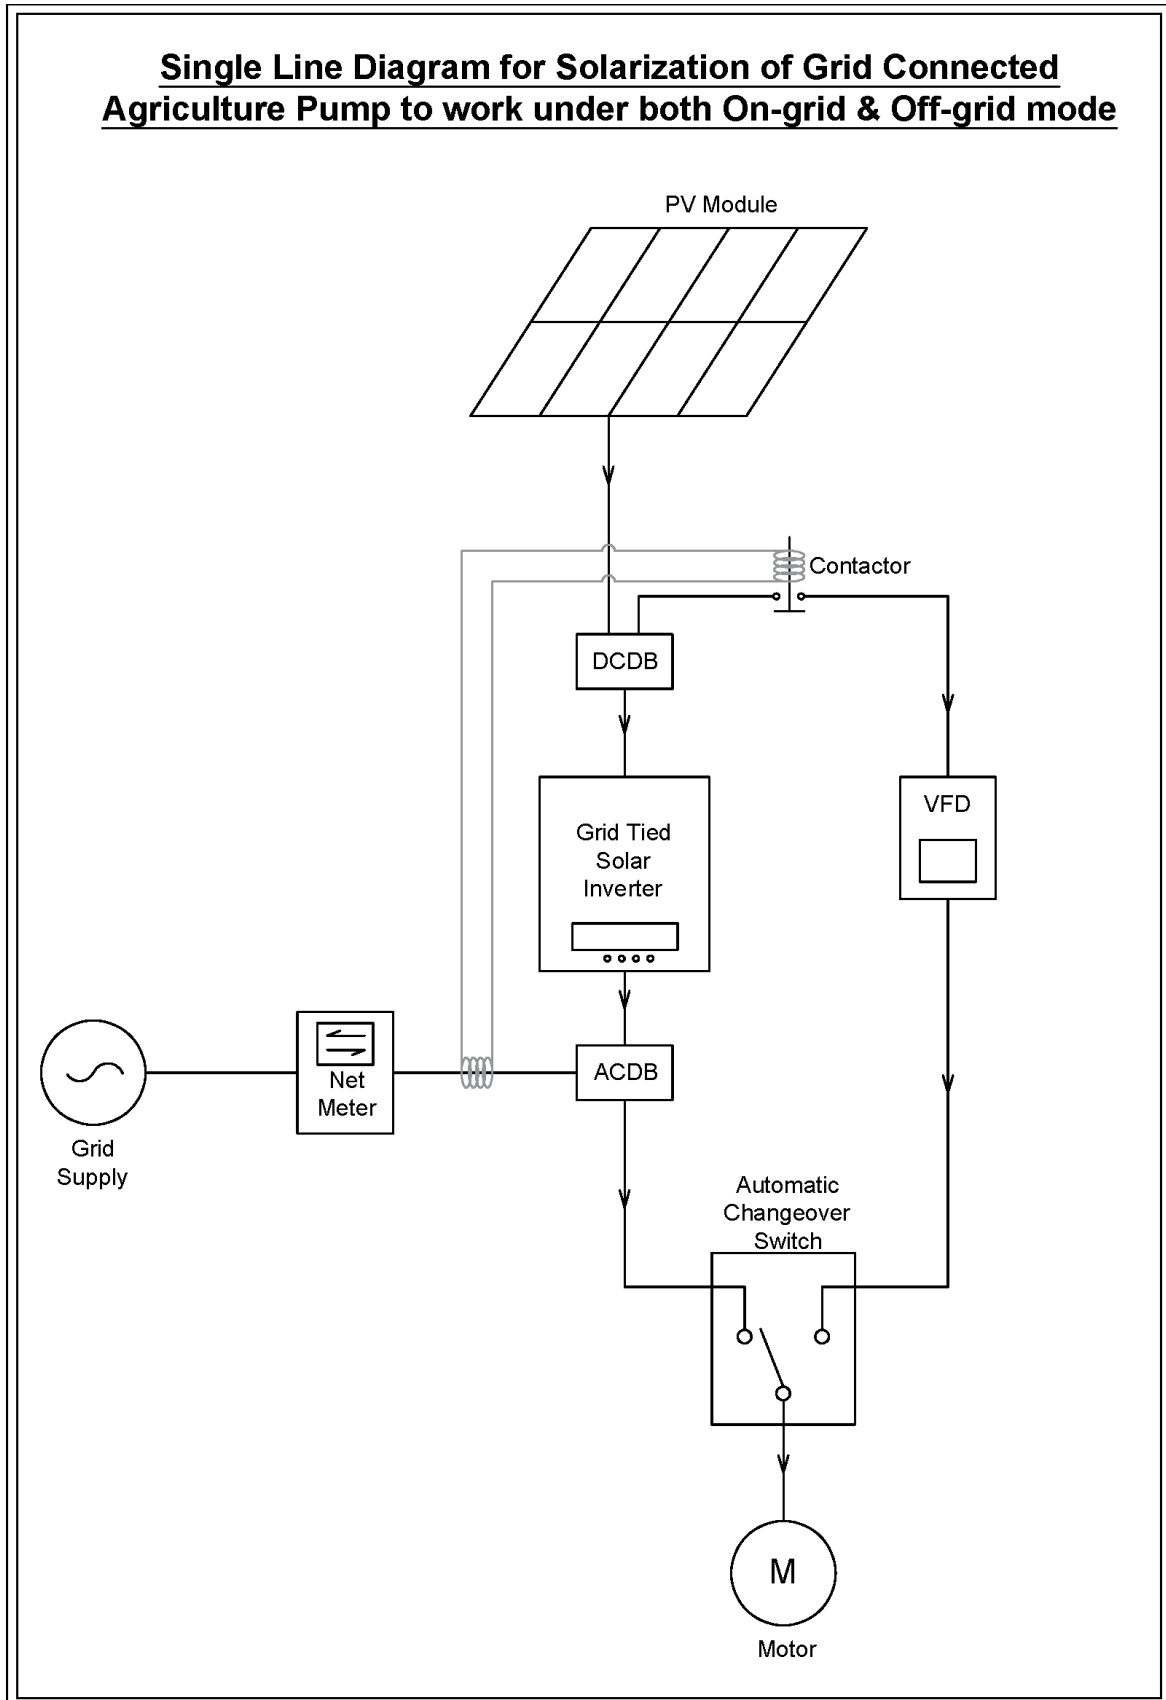 Single Line Diagram for Solarization of Grid Connected
Agriculture Pump to work under both On-grid & Off-grid mode
PV Module
Contactor
DCDB
Grid Tied
Solar
Inverter
VFD
Net
Meter
ACDB
Grid
Supply
Automatic
Changeover
Switch
M
Motor